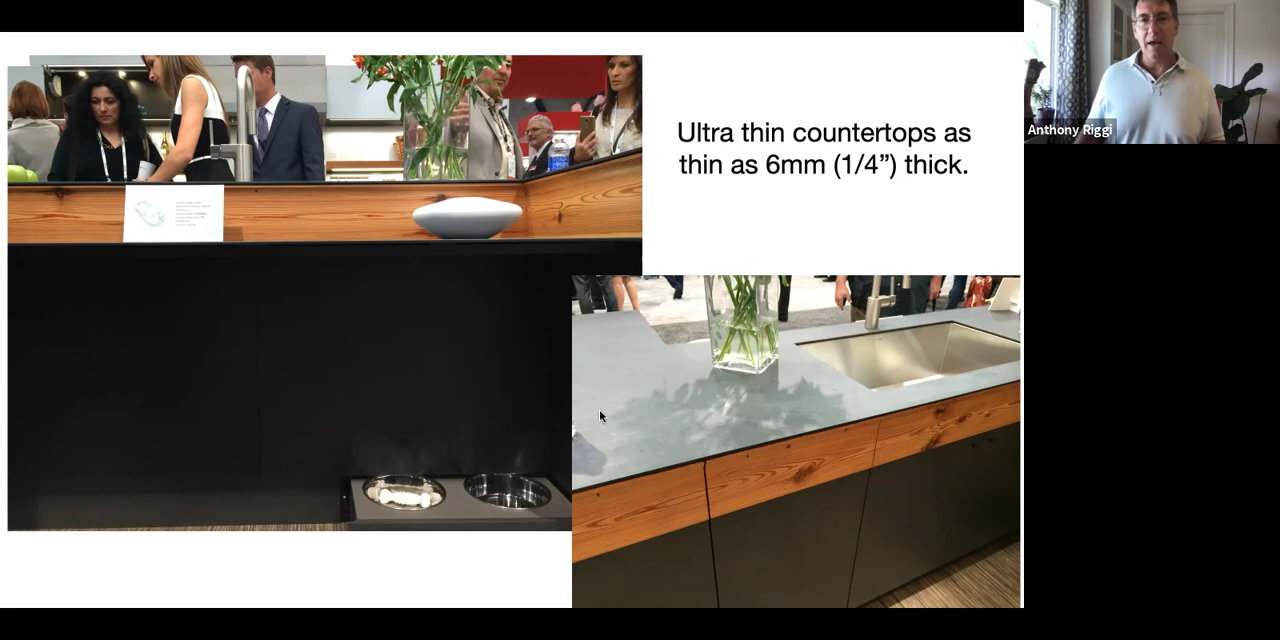 Ultra thin countertops as
thin as 6mm (1/4”) thick.
Anthony Riggi